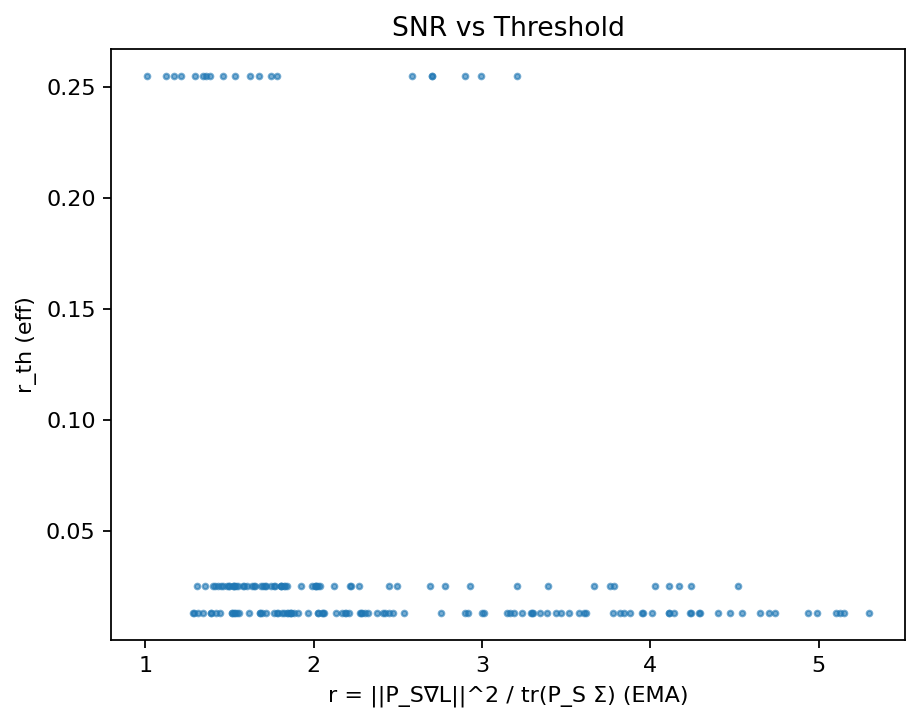 SNR vs Threshold
0.25
0.20
0.15
0.10
0.05
r_th (eff)
1 2 3 4 5
r = ||P_S∇L||^2 / tr(P_S Σ) (EMA)